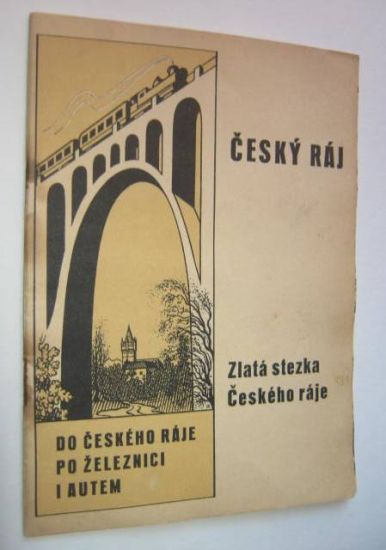 ČESKÝ RÁJ
Zlatá stezka
Českého ráje
DO ČESKÉHO RÁJE
PO ŽELEZNICI
I AUTEM